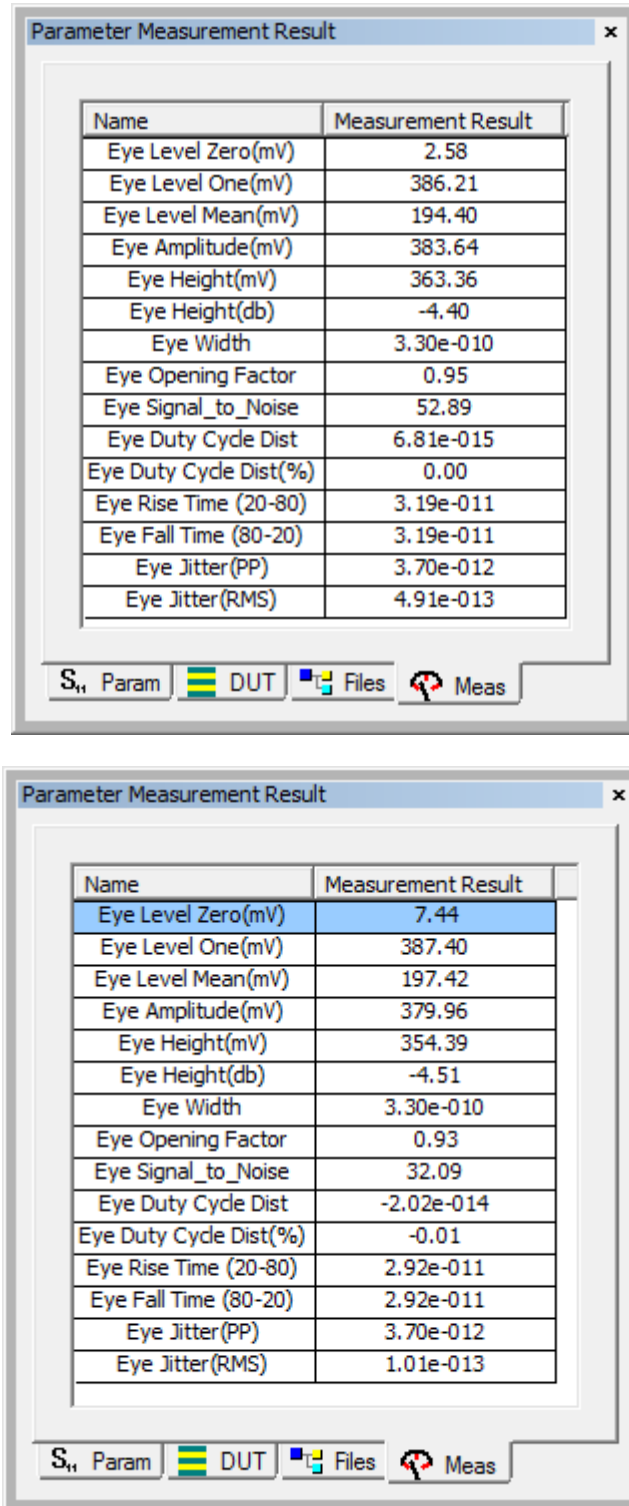 Parameter Measurement Result ×
Name Measurement Result
Eye Level Zero(mV) 2.58
Eye Level One(mV) 386.21
Eye Level Mean(mV) 194.40
Eye Amplitude(mV) 383.64
Eye Height(mV) 363.36
Eye Height(db) -4.40
Eye Width 3.30e-010
Eye Opening Factor 0.95
Eye Signal_to_Noise 52.89
Eye Duty Cycle Dist 6.81e-015
Eye Duty Cycle Dist(%) 0.00
Eye Rise Time (20-80) 3.19e-011
Eye Fall Time (80-20) 3.19e-011
Eye Jitter(PP) 3.70e-012
Eye Jitter(RMS) 4.91e-013
S11 Param DUT Files Meas
Parameter Measurement Result ×
Name Measurement Result
Eye Level Zero(mV) 7.44
Eye Level One(mV) 387.40
Eye Level Mean(mV) 197.42
Eye Amplitude(mV) 379.96
Eye Height(mV) 354.39
Eye Height(db) -4.51
Eye Width 3.30e-010
Eye Opening Factor 0.93
Eye Signal_to_Noise 32.09
Eye Duty Cycle Dist -2.02e-014
Eye Duty Cycle Dist(%) -0.01
Eye Rise Time (20-80) 2.92e-011
Eye Fall Time (80-20) 2.92e-011
Eye Jitter(PP) 3.70e-012
Eye Jitter(RMS) 1.01e-013
S11 Param DUT Files Meas